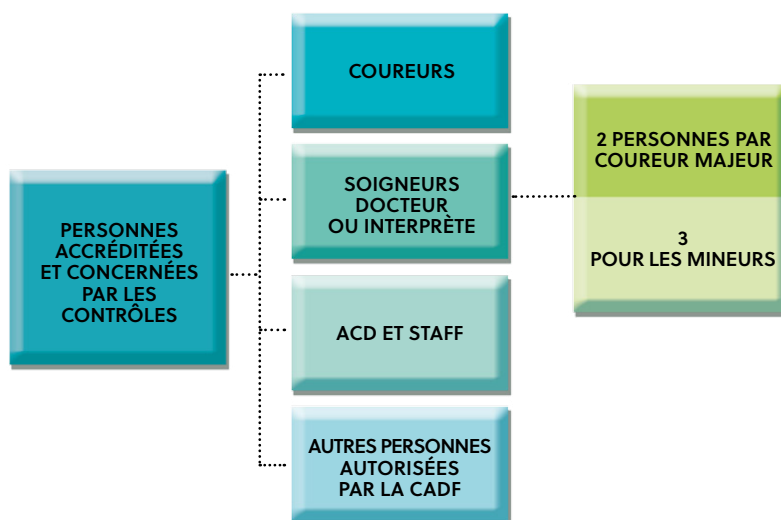 PERSONNES
ACCRÉDITÉES
ET CONCERNÉES
PAR LES
CONTRÔLES
COUREURS
SOIGNEURS
DOCTEUR
OU INTERPRÈTE
2 PERSONNES PAR
COUREUR MAJEUR
3
POUR LES MINEURS
ACD ET STAFF
AUTRES PERSONNES
AUTORISÉES
PAR LA CADF